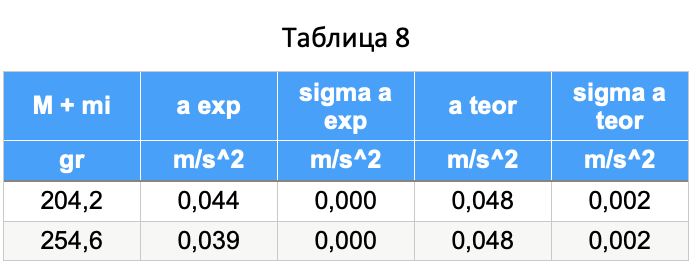 Таблица 8
M + mi a exp sigma a exp a teor sigma a teor
gr m/s^2 m/s^2 m/s^2 m/s^2
204,2 0,044 0,000 0,048 0,002
254,6 0,039 0,000 0,048 0,002